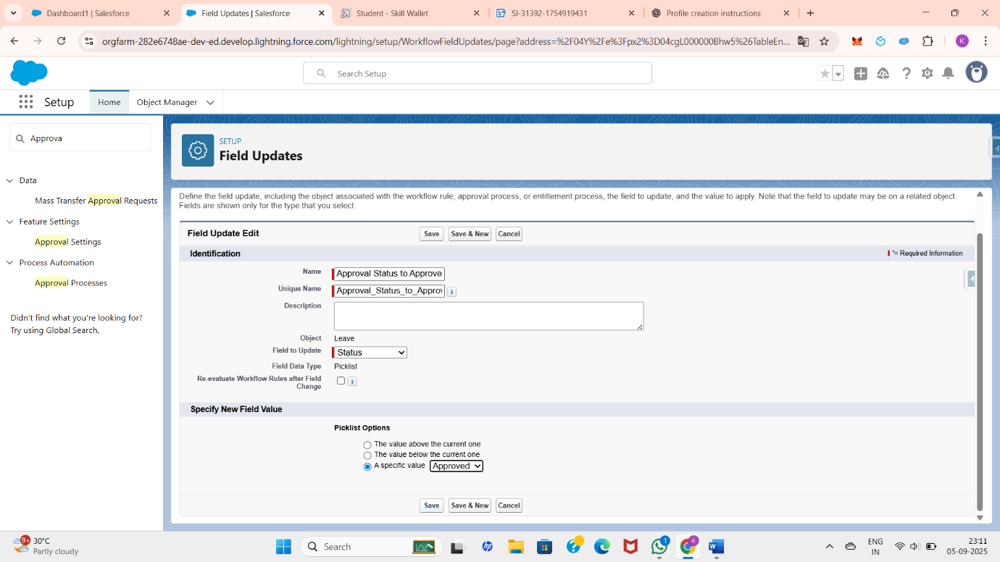 Dashboard1 | Salesforce
Field Updates | Salesforce
Student - Skill Wallet
SI-31392-1754919431
Profile creation instructions
orgfarm-282e6748ae-dev-ed.develop.lightning.force.com/lightning/setup/WorkflowFieldUpdates/page?address=%2F04Y%2Fe%3Fpx2%3D04cgL000000Bhw5%26TableEn...
K
Search Setup
Setup
Home
Object Manager
Approva
Data
Mass Transfer Approval Requests
Feature Settings
Approval Settings
Process Automation
Approval Processes
Didn't find what you're looking for?
Try using Global Search.
SETUP
Field Updates
Define the field update, including the object associated with the workflow rule, approval process, or entitlement process, the field to update, and the value to apply. Note that the field to update may be on a related object.
Fields are shown only for the type that you select.
Field Update Edit
Save
Save & New
Cancel
Identification
= Required Information
Name
Approval Status to Approve
Unique Name
Approval_Status_to_Approv
Description
Object
Leave
Field to Update
Status
Field Data Type
Picklist
Re-evaluate Workflow Rules after Field
Change
Specify New Field Value
Picklist Options
The value above the current one
The value below the current one
A specific value
Approved
Save
Save & New
Cancel
9+
30°C
Partly cloudy
Search
hp
1
K
ENG
IN
23:11
05-09-2025